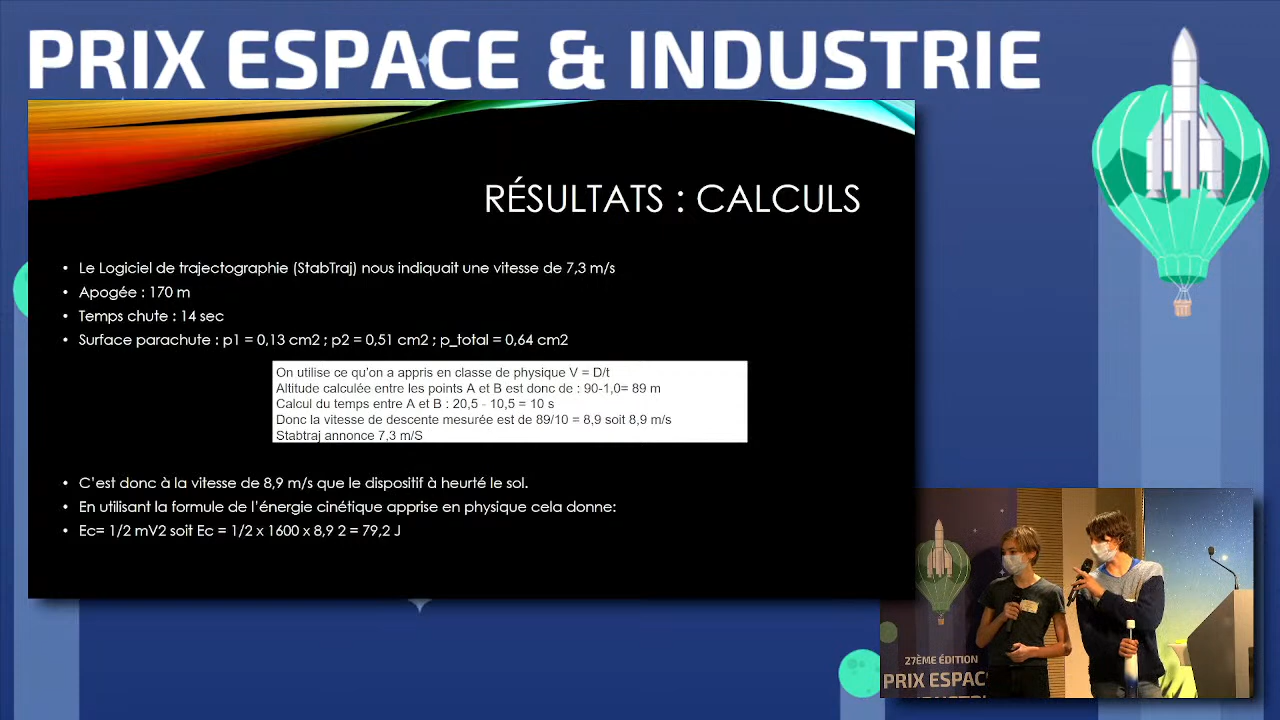 PRIX ESPACE & INDUSTRIE
RÉSULTATS : CALCULS
• Le Logiciel de trajectographie (StabTraj) nous indiquait une vitesse de 7,3 m/s
• Apogée : 170 m
• Temps chute : 14 sec
• Surface parachute : p1 = 0,13 cm2 ; p2 = 0,51 cm2 ; p_total = 0,64 cm2
On utilise ce qu'on a appris en classe de physique V = D/t
Altitude calculée entre les points A et B est donc de : 90-1,0= 89 m
Calcul du temps entre A et B : 20,5 - 10,5 = 10 s
Donc la vitesse de descente mesurée est de 89/10 = 8,9 soit 8,9 m/s
Stabtraj annonce 7,3 m/S
• C'est donc à la vitesse de 8,9 m/s que le dispositif à heurté le sol.
• En utilisant la formule de l'énergie cinétique apprise en physique cela donne:
• Ec= 1/2 mV2 soit Ec = 1/2 x 1600 x 8,9 2 = 79,2 J
27ÈME ÉDITION
PRIX ESPAC